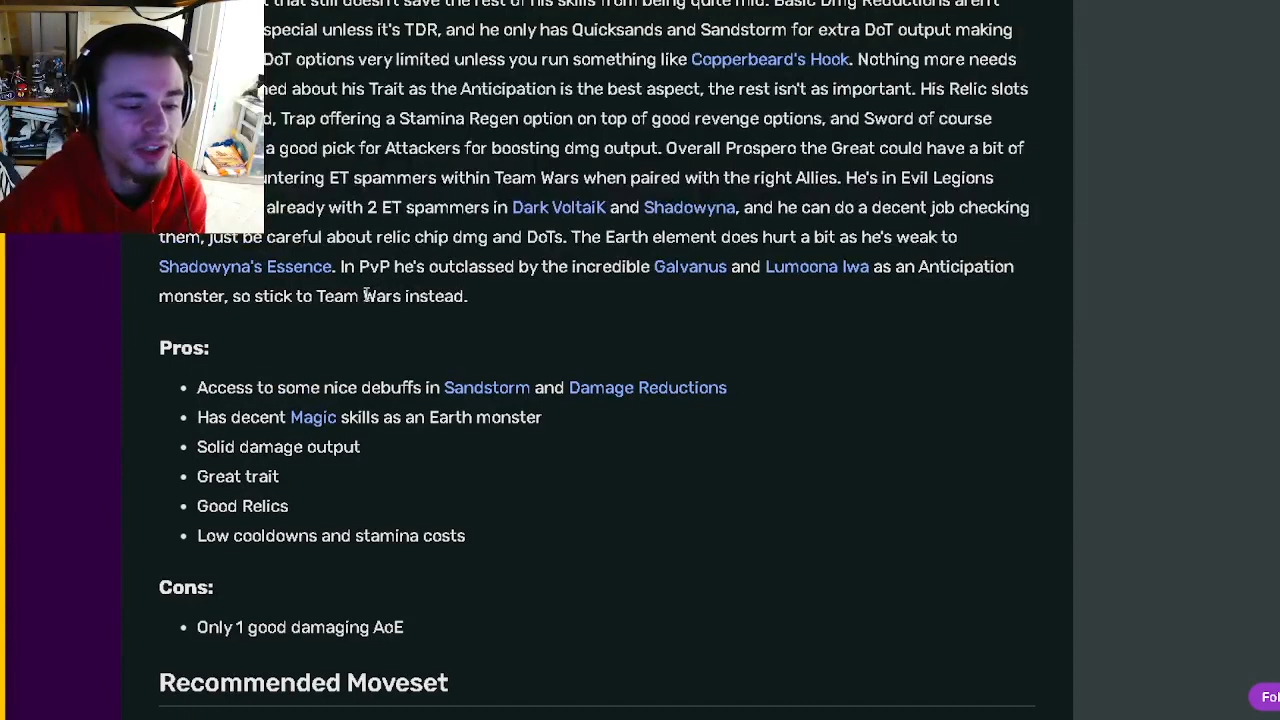 that still doesn't save the rest of his skills from being quite mid. Basic Dmg Reductions aren't
special unless it's TDR, and he only has Quicksands and Sandstorm for extra DoT output making
DoT options very limited unless you run something like Copperbeard's Hook. Nothing more needs
ned about his Trait as the Anticipation is the best aspect, the rest isn't as important. His Relic slots
d, Trap offering a Stamina Regen option on top of good revenge options, and Sword of course
a good pick for Attackers for boosting dmg output. Overall Prospero the Great could have a bit of
ntering ET spammers within Team Wars when paired with the right Allies. He's in Evil Legions
already with 2 ET spammers in Dark VoltaiK and Shadowyna, and he can do a decent job checking
them, just be careful about relic chip dmg and DoTs. The Earth element does hurt a bit as he's weak to
Shadowyna's Essence. In PvP he's outclassed by the incredible Galvanus and Lumoona Iwa as an Anticipation
monster, so stick to Team Wars instead.
Pros:
Access to some nice debuffs in Sandstorm and Damage Reductions
Has decent Magic skills as an Earth monster
Solid damage output
Great trait
Good Relics
Low cooldowns and stamina costs
Cons:
Only 1 good damaging AoE
Recommended Moveset
Fol